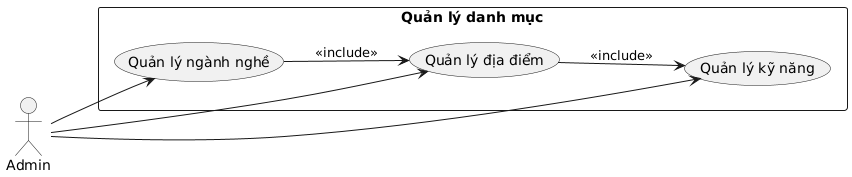 Quản lý danh mục
Quản lý ngành nghề
«include»
Quản lý địa điểm
«include»
Quản lý kỹ năng
Admin